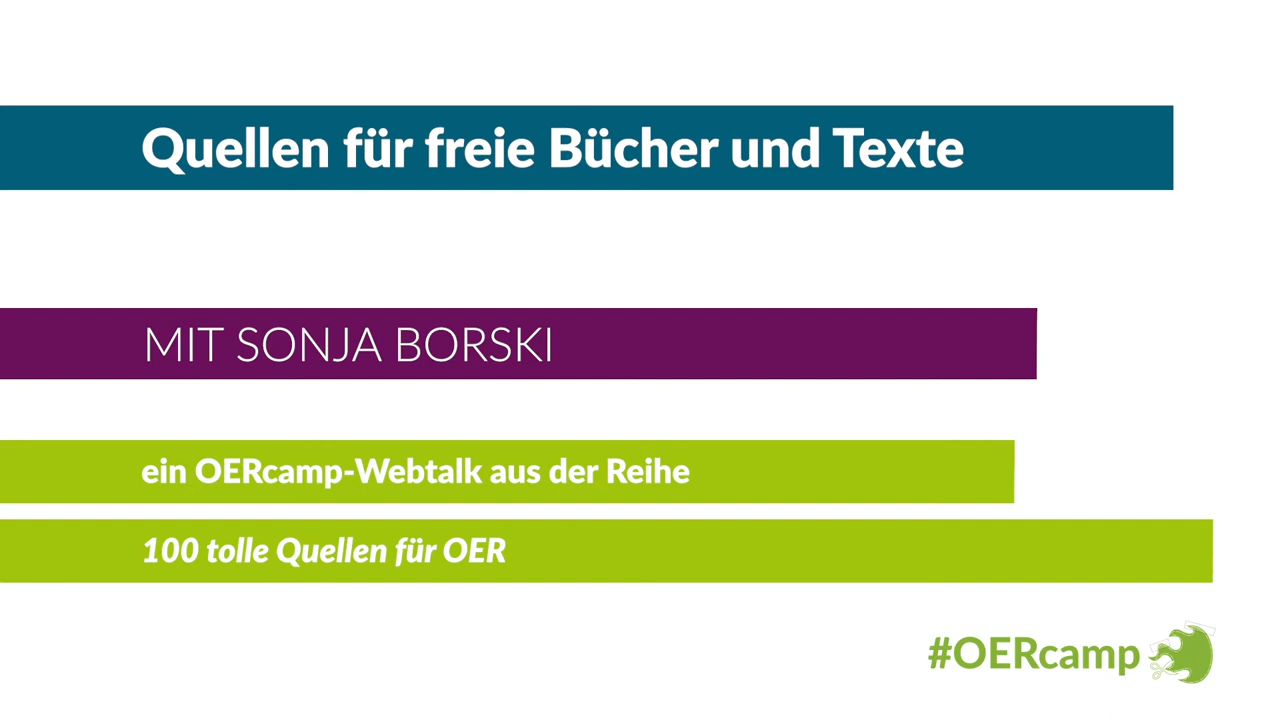 Quellen für freie Bücher und Texte
MIT SONJA BORSKI
ein OERcamp-Webtalk aus der Reihe
100 tolle Quellen für OER
#OERcamp